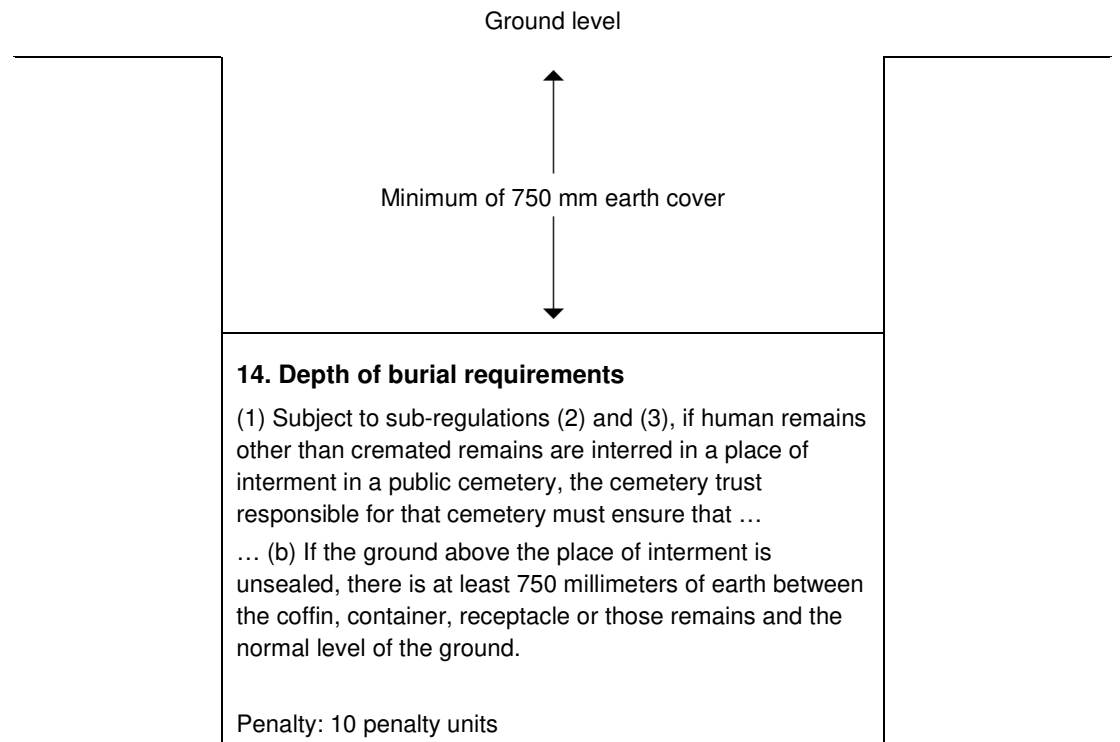 Ground level
Minimum of 750 mm earth cover
14. Depth of burial requirements
(1) Subject to sub-regulations (2) and (3), if human remains
other than cremated remains are interred in a place of
interment in a public cemetery, the cemetery trust
responsible for that cemetery must ensure that …
… (b) If the ground above the place of interment is
unsealed, there is at least 750 millimeters of earth between
the coffin, container, receptacle or those remains and the
normal level of the ground.
Penalty: 10 penalty units